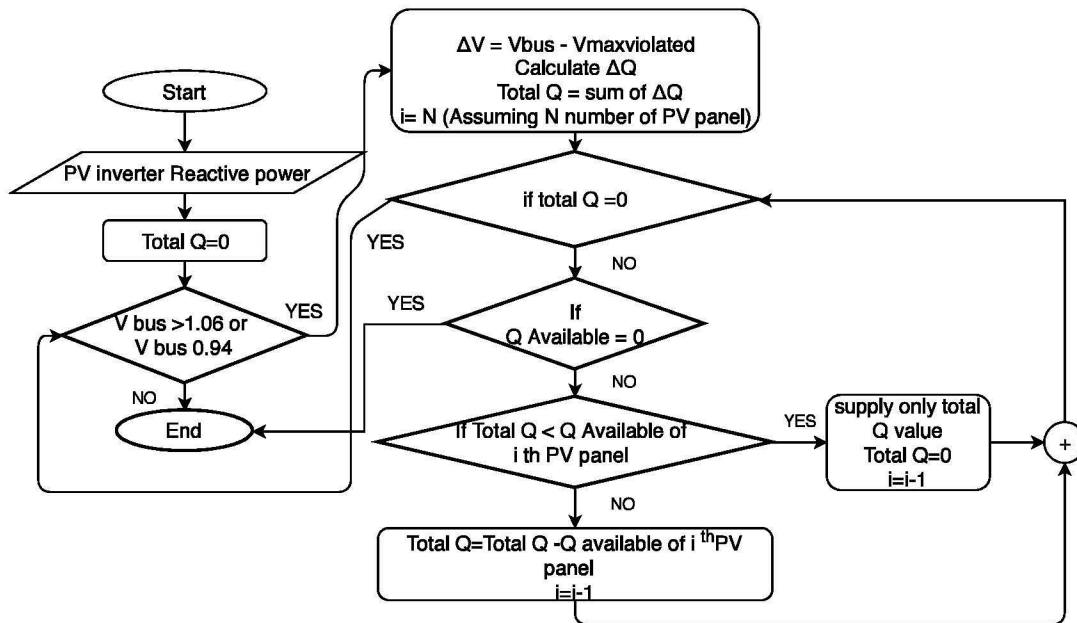 Start
PV inverter Reactive power
Total Q=0
V bus >1.06 or
V bus 0.94
YES
NO
End
ΔV = Vbus - Vmaxviolated
Calculate ΔQ
Total Q = sum of ΔQ
i= N (Assuming N number of PV panel)
if total Q =0
YES
NO
If
Q Available = 0
YES
NO
If Total Q < Q Available of
i th PV panel
YES
NO
supply only total
Q value
Total Q=0
i=i-1
+
Total Q=Total Q -Q available of i thPV
panel
i=i-1